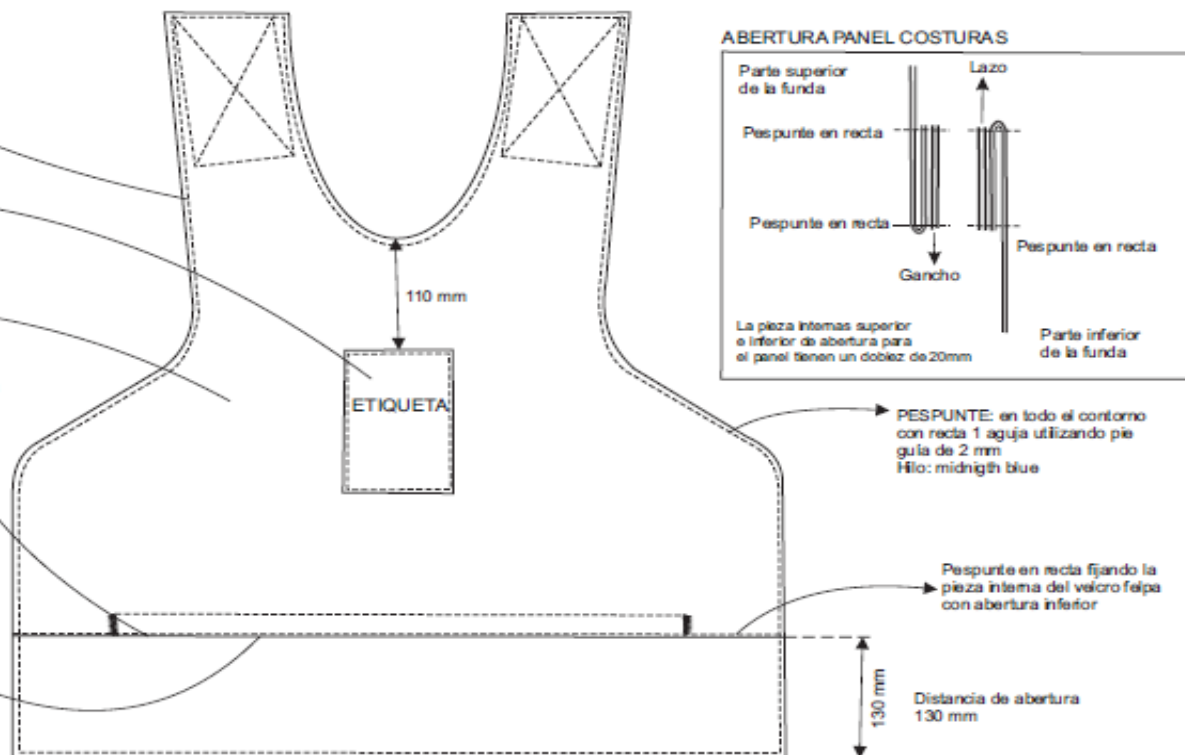 ABERTURA PANEL COSTURAS
Parte superior
de la funda
Lazo
Pespunte en recta
Pespunte en recta
Pespunte en recta
Gancho
La pieza internas superior
e inferior de abertura para
el panel tienen un doblez de 20mm
Parte inferior
de la funda
110 mm
ETIQUETA
PESPUNTE: en todo el contorno
con recta 1 aguja utilizando pie
guía de 2 mm
Hilo: midnigth blue
Pespunte en recta fijando la
pieza interna del velcro felpa
con abertura inferior
130 mm
Distancia de abertura
130 mm